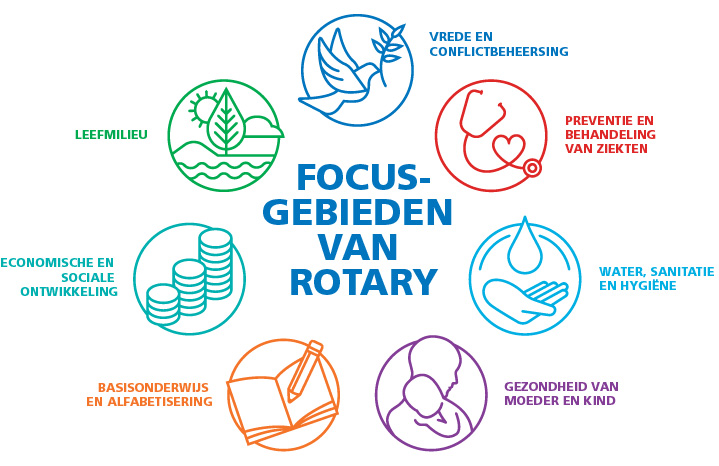 FOCUS-
GEBIEDEN
VAN
ROTARY
VREDE EN
CONFLICTBEHEERSING
PREVENTIE EN
BEHANDELING
VAN ZIEKTEN
WATER, SANITATIE
EN HYGIËNE
GEZONDHEID VAN
MOEDER EN KIND
BASISONDERWIJS
EN ALFABETISERING
ECONOMISCHE EN
SOCIALE
ONTWIKKELING
LEEFMILIEU